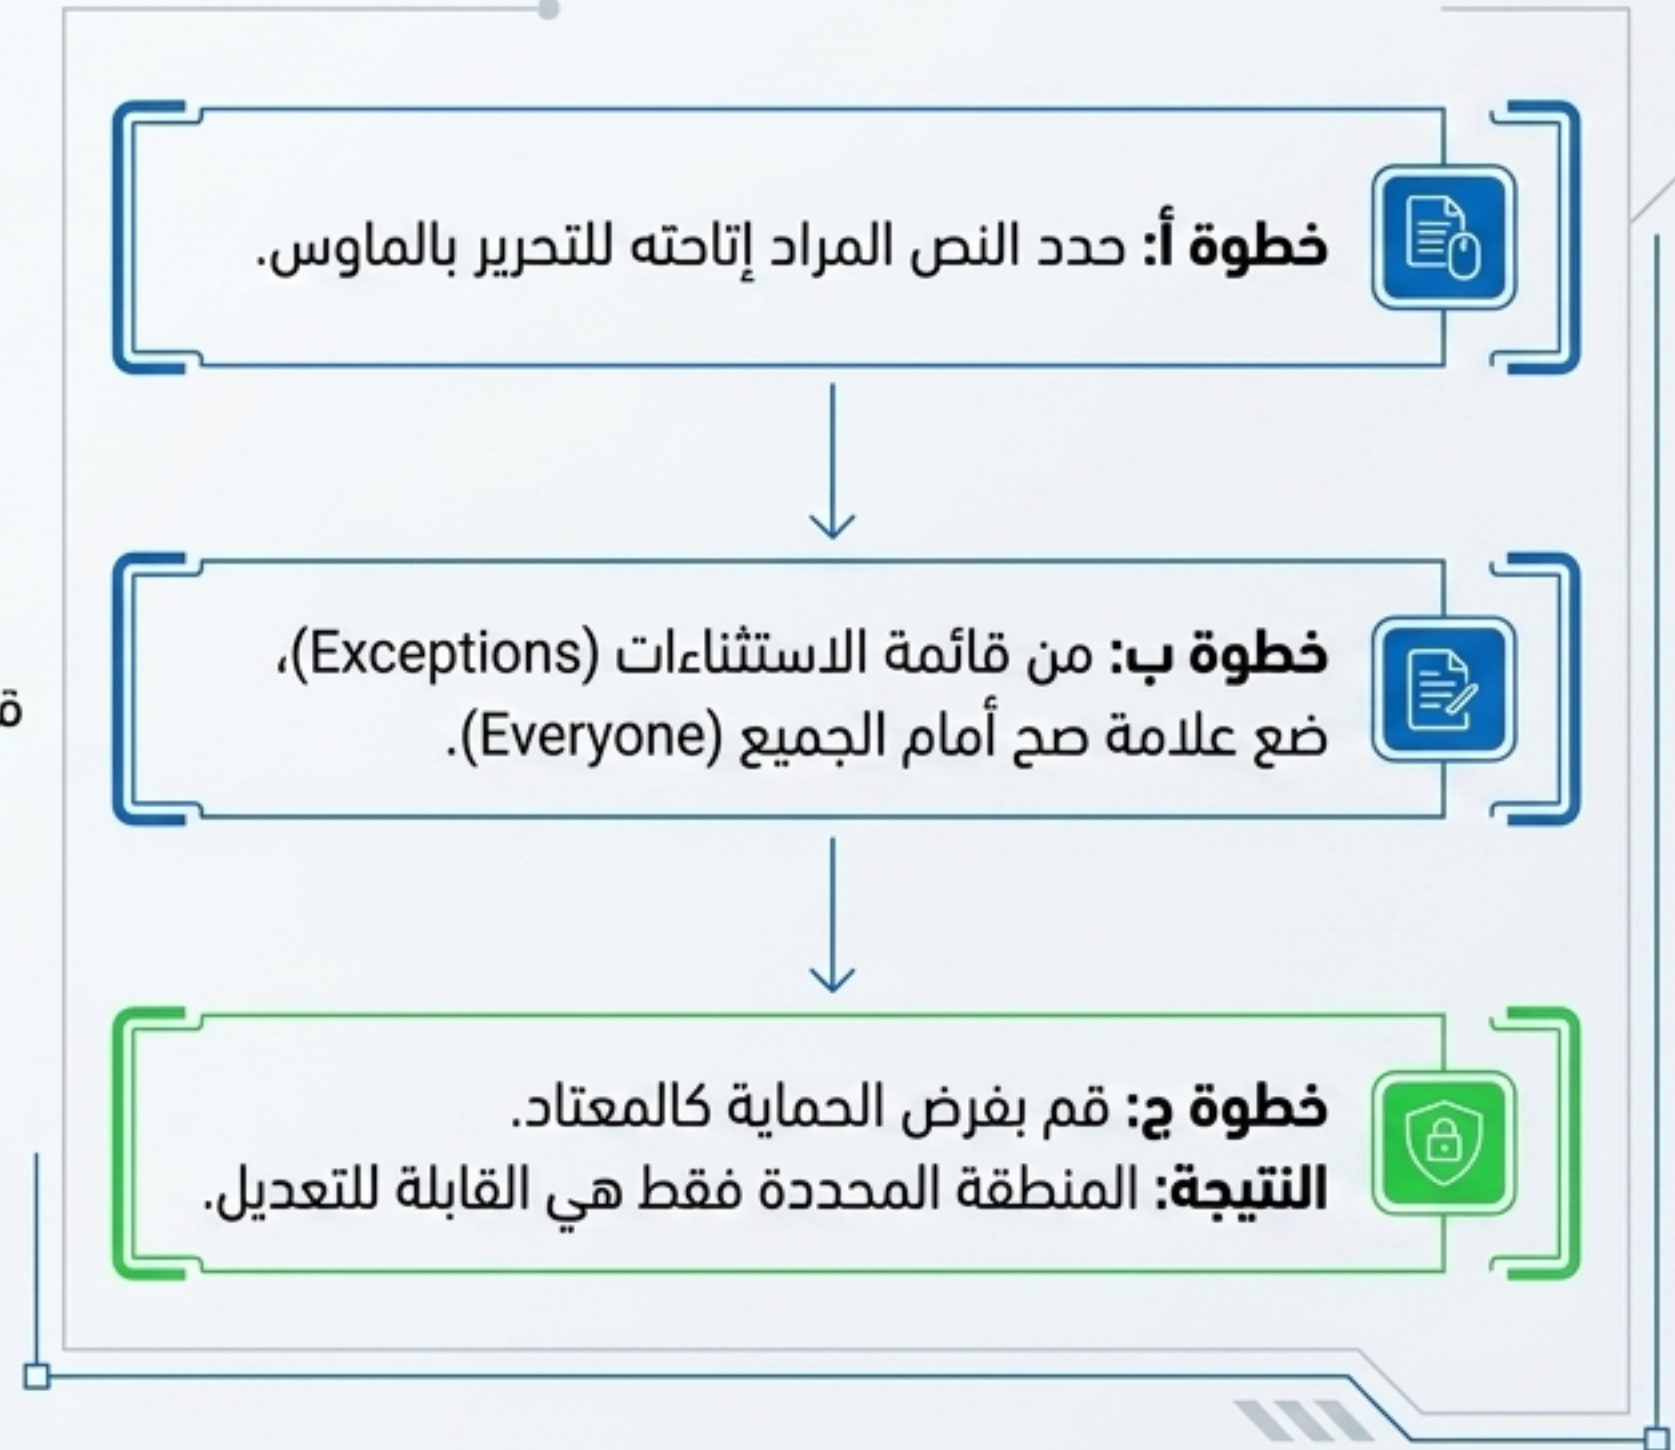 خطوة أ: حدد النص المراد إتاحته للتحرير بالماوس.
خطوة ب: من قائمة الاستثناءات (Exceptions)،
ضع علامة صح أمام الجميع (Everyone).
خطوة ج: قم بفرض الحماية كالمعتاد.
النتيجة: المنطقة المحددة فقط هي القابلة للتعديل.